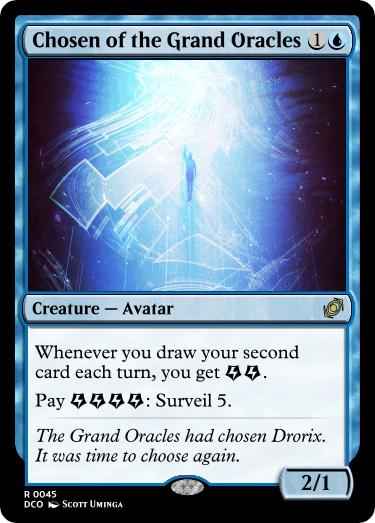 Chosen of the Grand Oracles 1
Creature — Avatar
Whenever you draw your second
card each turn, you get .
Pay : Surveil 5.
The Grand Oracles had chosen Drorix.
It was time to choose again.
2/1
R 0045
DCO Scott Uminga